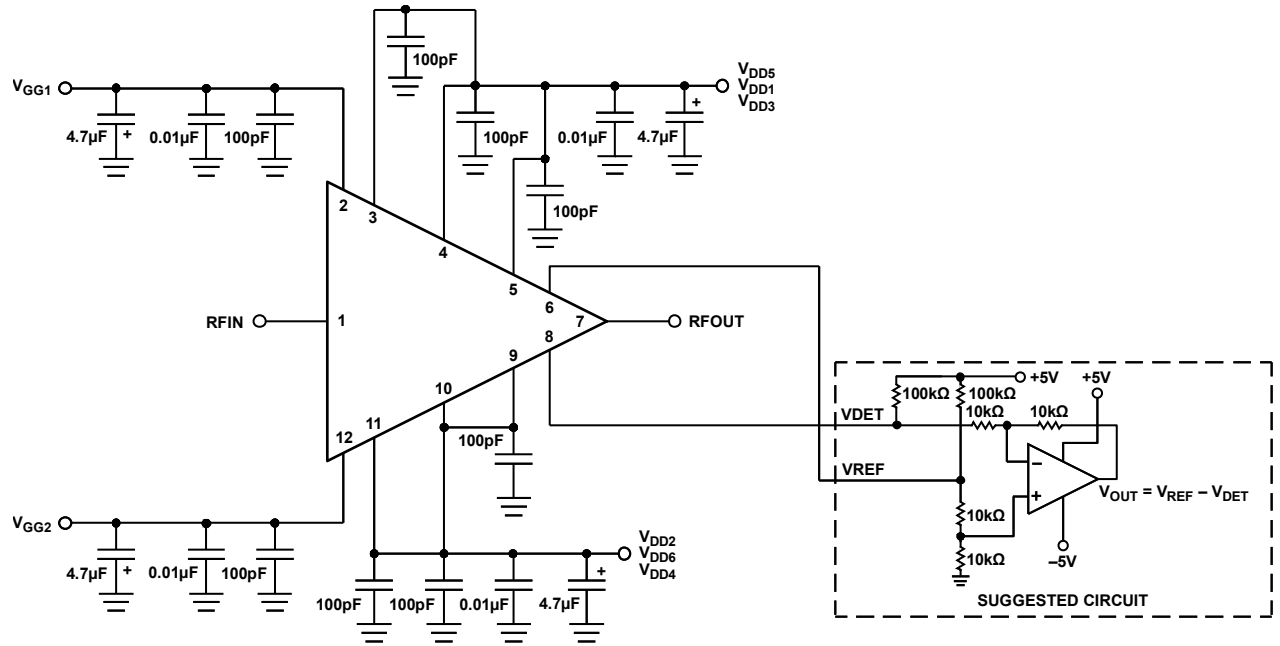 100pF
VGG1
4.7µF +
0.01µF
100pF
VDD5
VDD1
VDD3
100pF
0.01µF
+
4.7µF
100pF
2
3
4
5
6
7
8
9
10
11
12
RFIN
1
RFOUT
100pF
VGG2
4.7µF +
0.01µF
100pF
VDD2
VDD6
VDD4
100pF
100pF
0.01µF
+
4.7µF
+5V
+5V
100kΩ
100kΩ
10kΩ
10kΩ
VDET
VREF
–
+
VOUT = VREF – VDET
10kΩ
10kΩ
–5V
SUGGESTED CIRCUIT